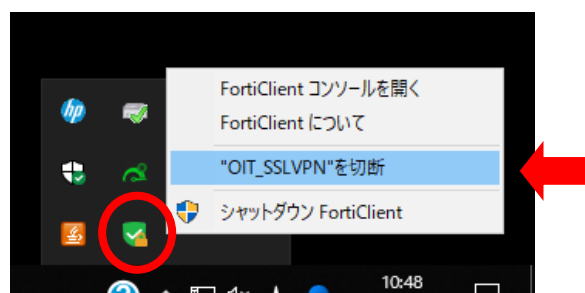 FortiClient コンソールを開く
FortiClient について
"OIT_SSLVPN"を切断
シャットダウン FortiClient
hp
10:48